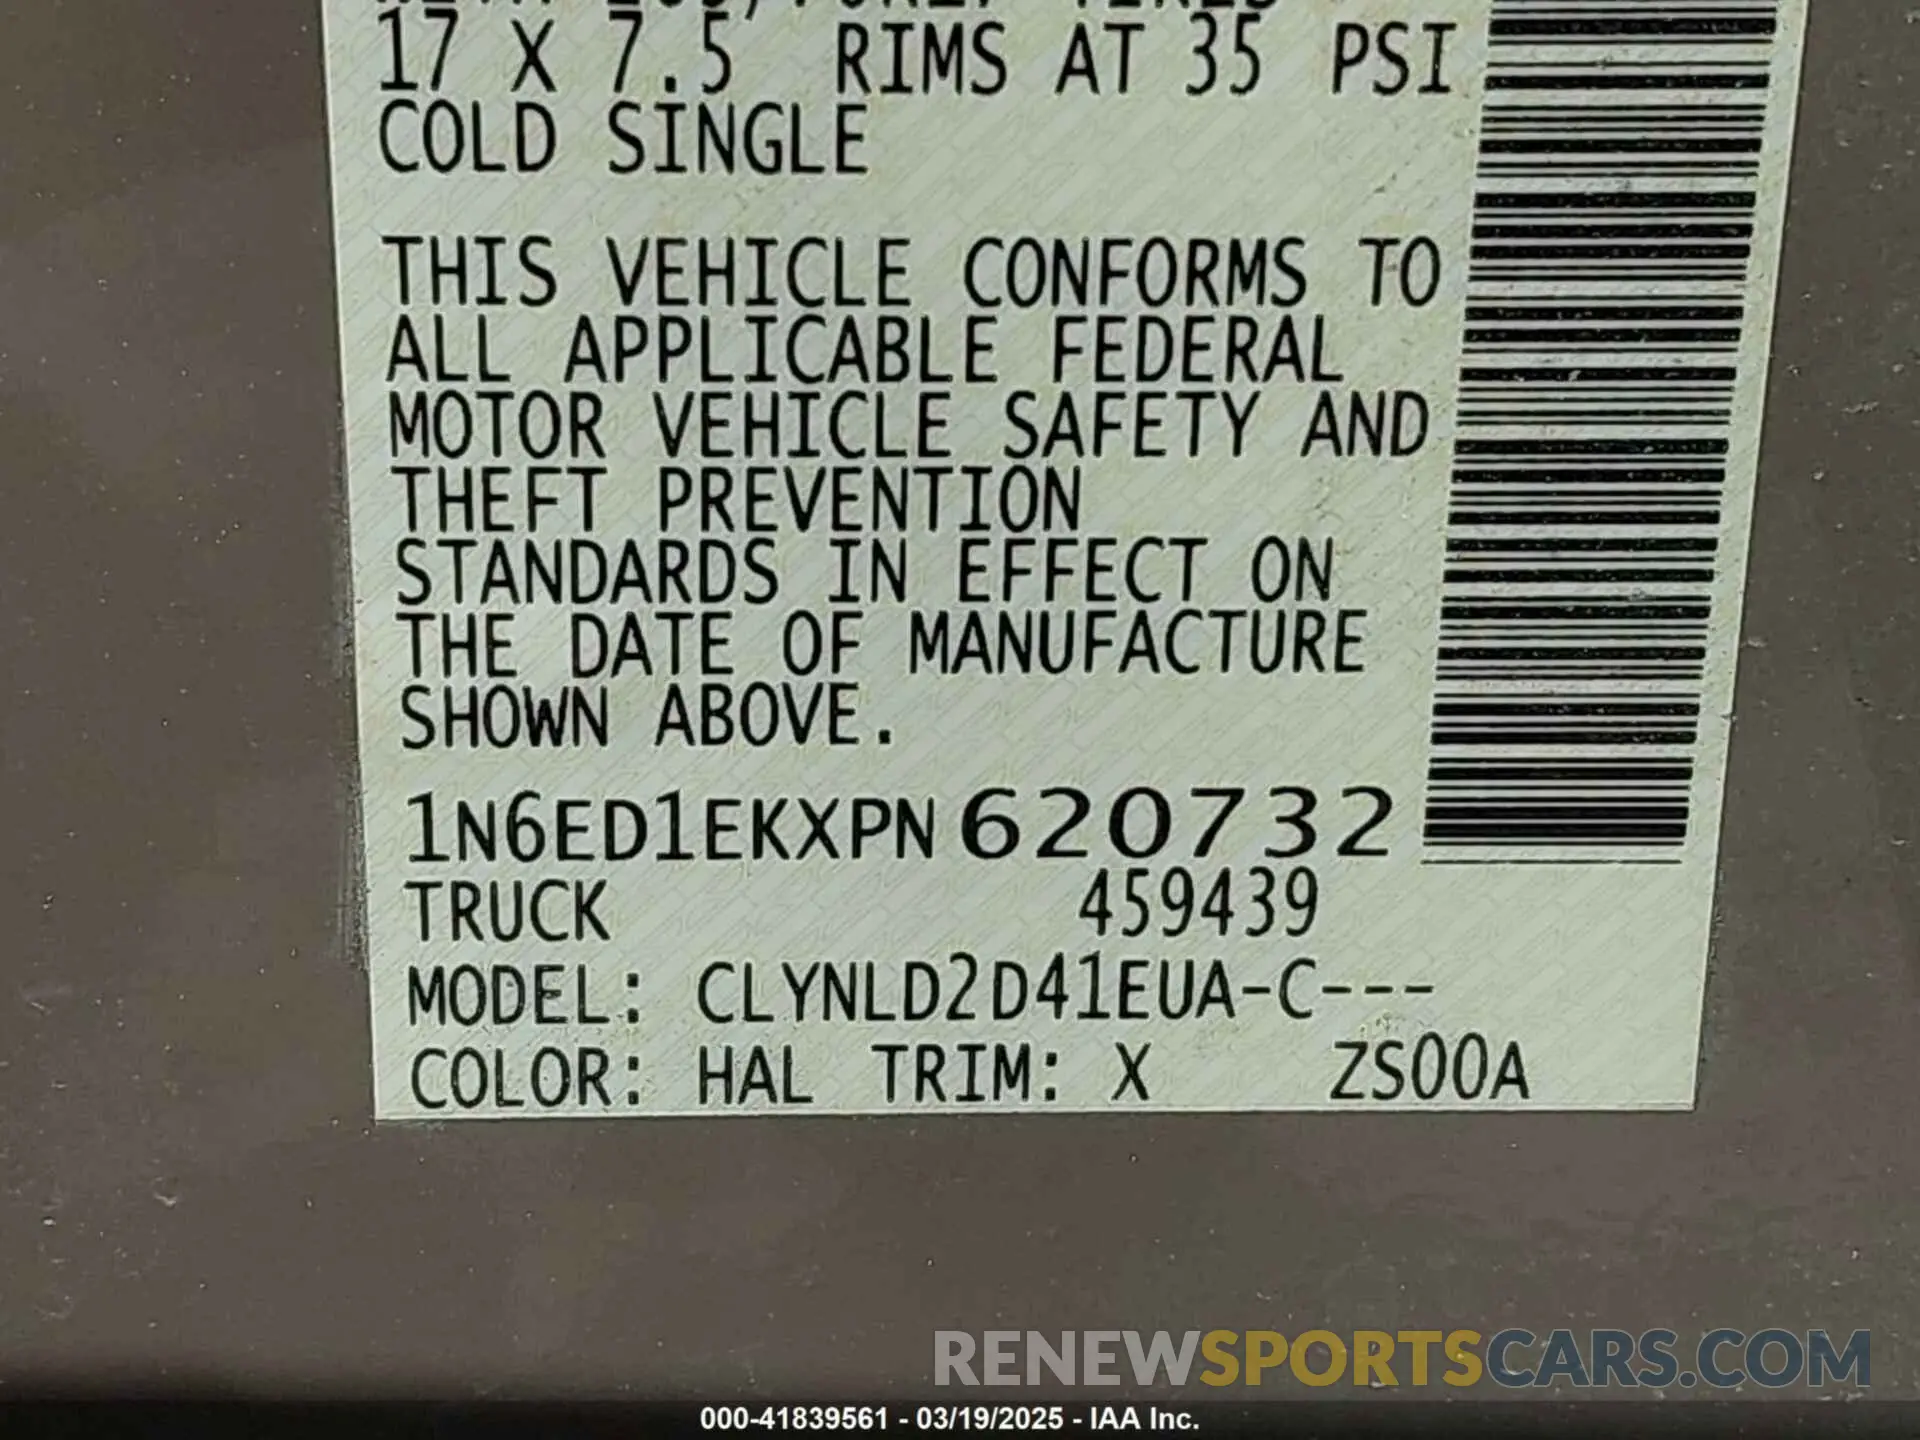 17 X 7.5 RIMS AT 35 PSI
COLD SINGLE
THIS VEHICLE CONFORMS TO
ALL APPLICABLE FEDERAL
MOTOR VEHICLE SAFETY AND
THEFT PREVENTION
STANDARDS IN EFFECT ON
THE DATE OF MANUFACTURE
SHOWN ABOVE.
1N6ED1EKXPN620732
TRUCK 459439
MODEL: CLYNLD2D41EUA-C---
COLOR: HAL TRIM: X ZS00A
RENEWSPORTSCARS.COM
000-41839561 - 03/19/2025 - IAA Inc.